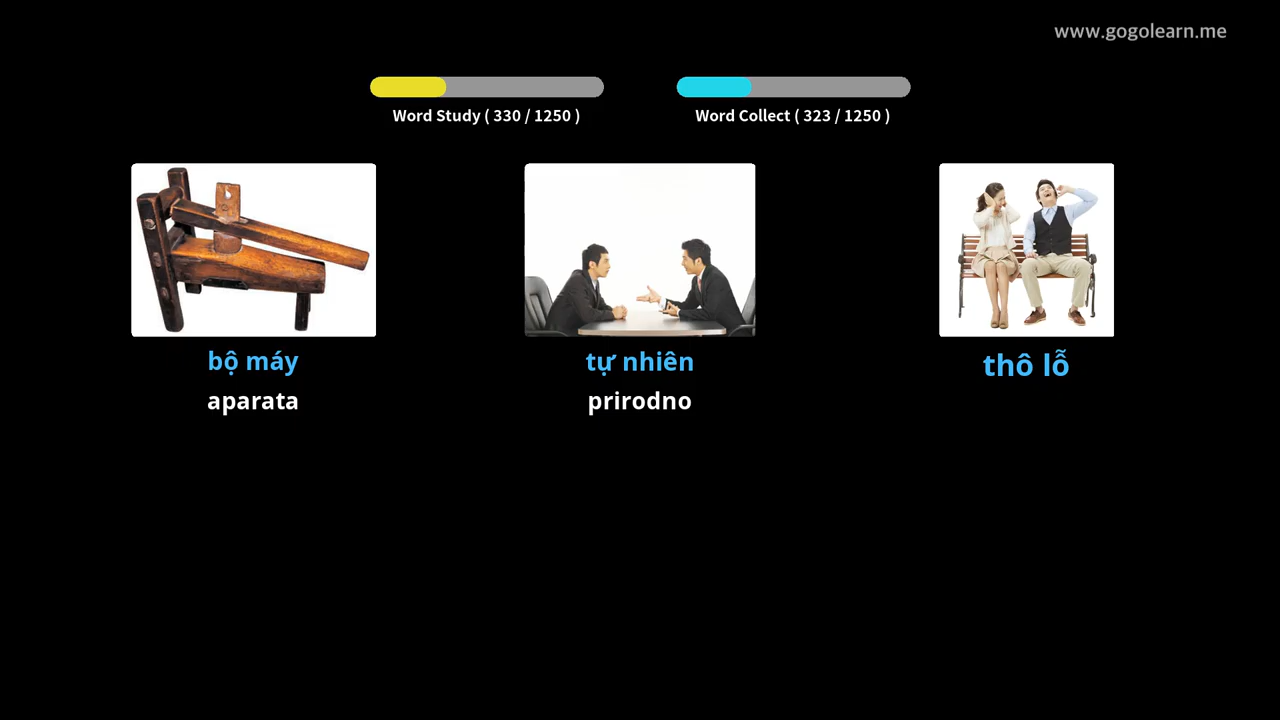 www.gogolearn.me
Word Study ( 330 / 1250 )
Word Collect ( 323 / 1250 )
bộ máy
tự nhiên
thô lỗ
aparata
prirodno